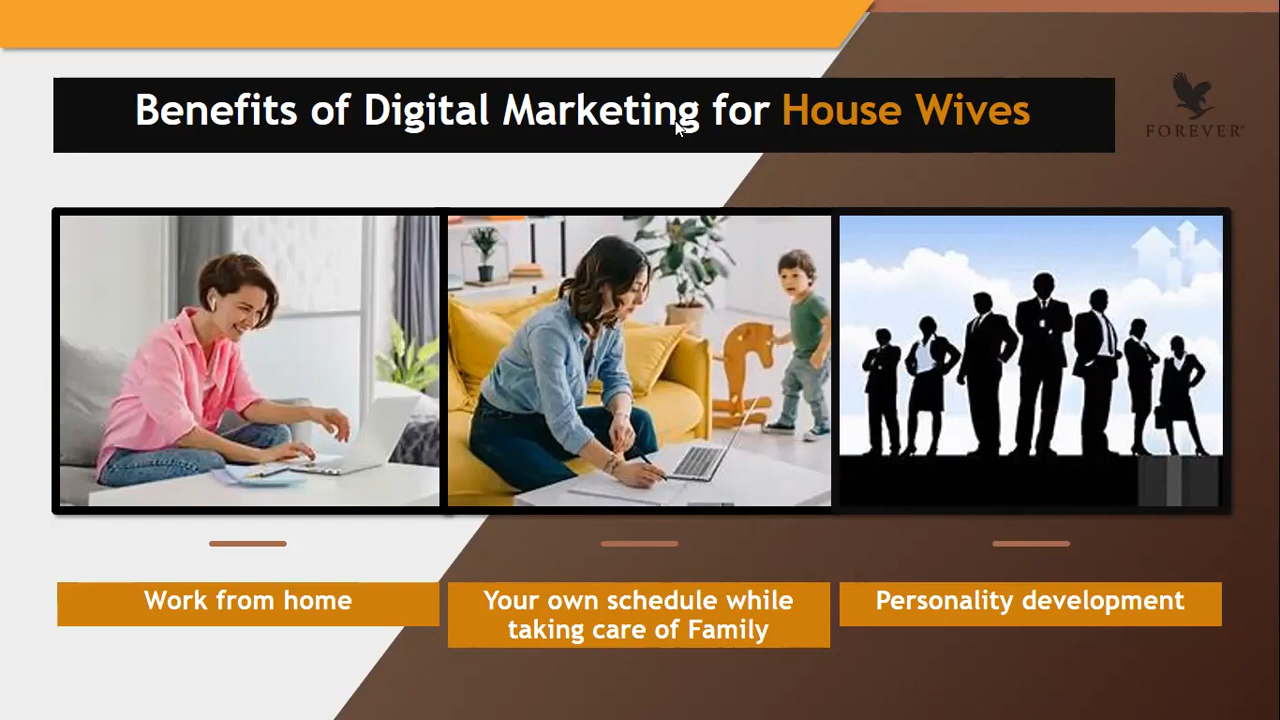 Benefits of Digital Marketing for House Wives
FOREVER
Work from home
Your own schedule while
taking care of Family
Personality development